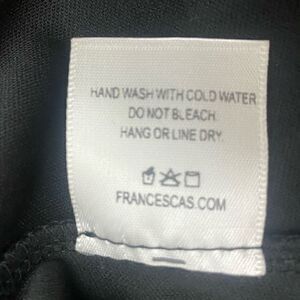 HAND WASH WITH COLD WATER
DO NOT BLEACH.
HANG OR LINE DRY.
FRANCESCAS.COM